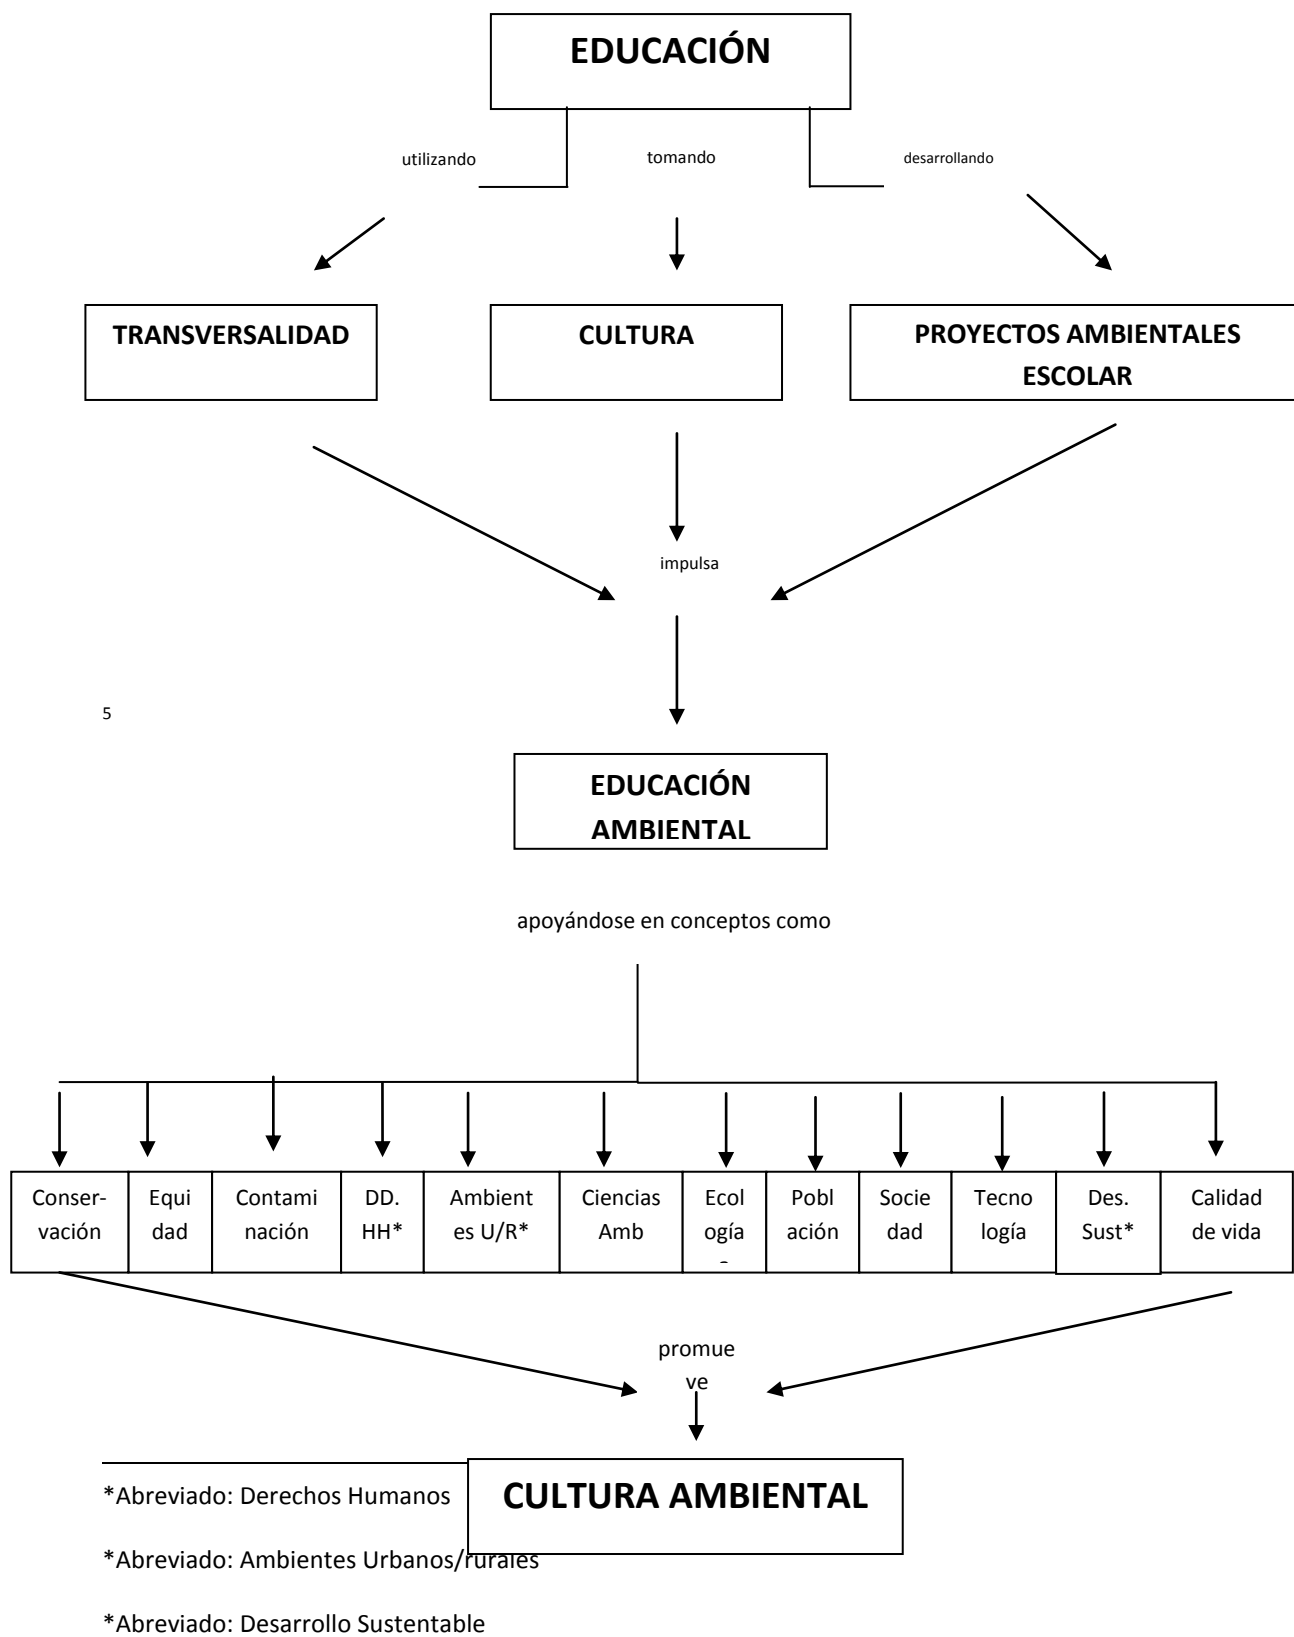 EDUCACIÓN
utilizando
tomando
desarrollando
TRANSVERSALIDAD
CULTURA
PROYECTOS AMBIENTALES
ESCOLAR
impulsa
5
EDUCACIÓN
AMBIENTAL
apoyándose en conceptos como
Conser-
vación
Equi
dad
Contami
nación
DD.
HH*
Ambient
es U/R*
Ciencias
Amb
Ecol
ogía
Pobl
ación
Socie
dad
Tecno
logía
Des.
Sust*
Calidad
de vida
promue
ve
CULTURA AMBIENTAL
*Abreviado: Derechos Humanos
*Abreviado: Ambientes Urbanos/rurales
*Abreviado: Desarrollo Sustentable